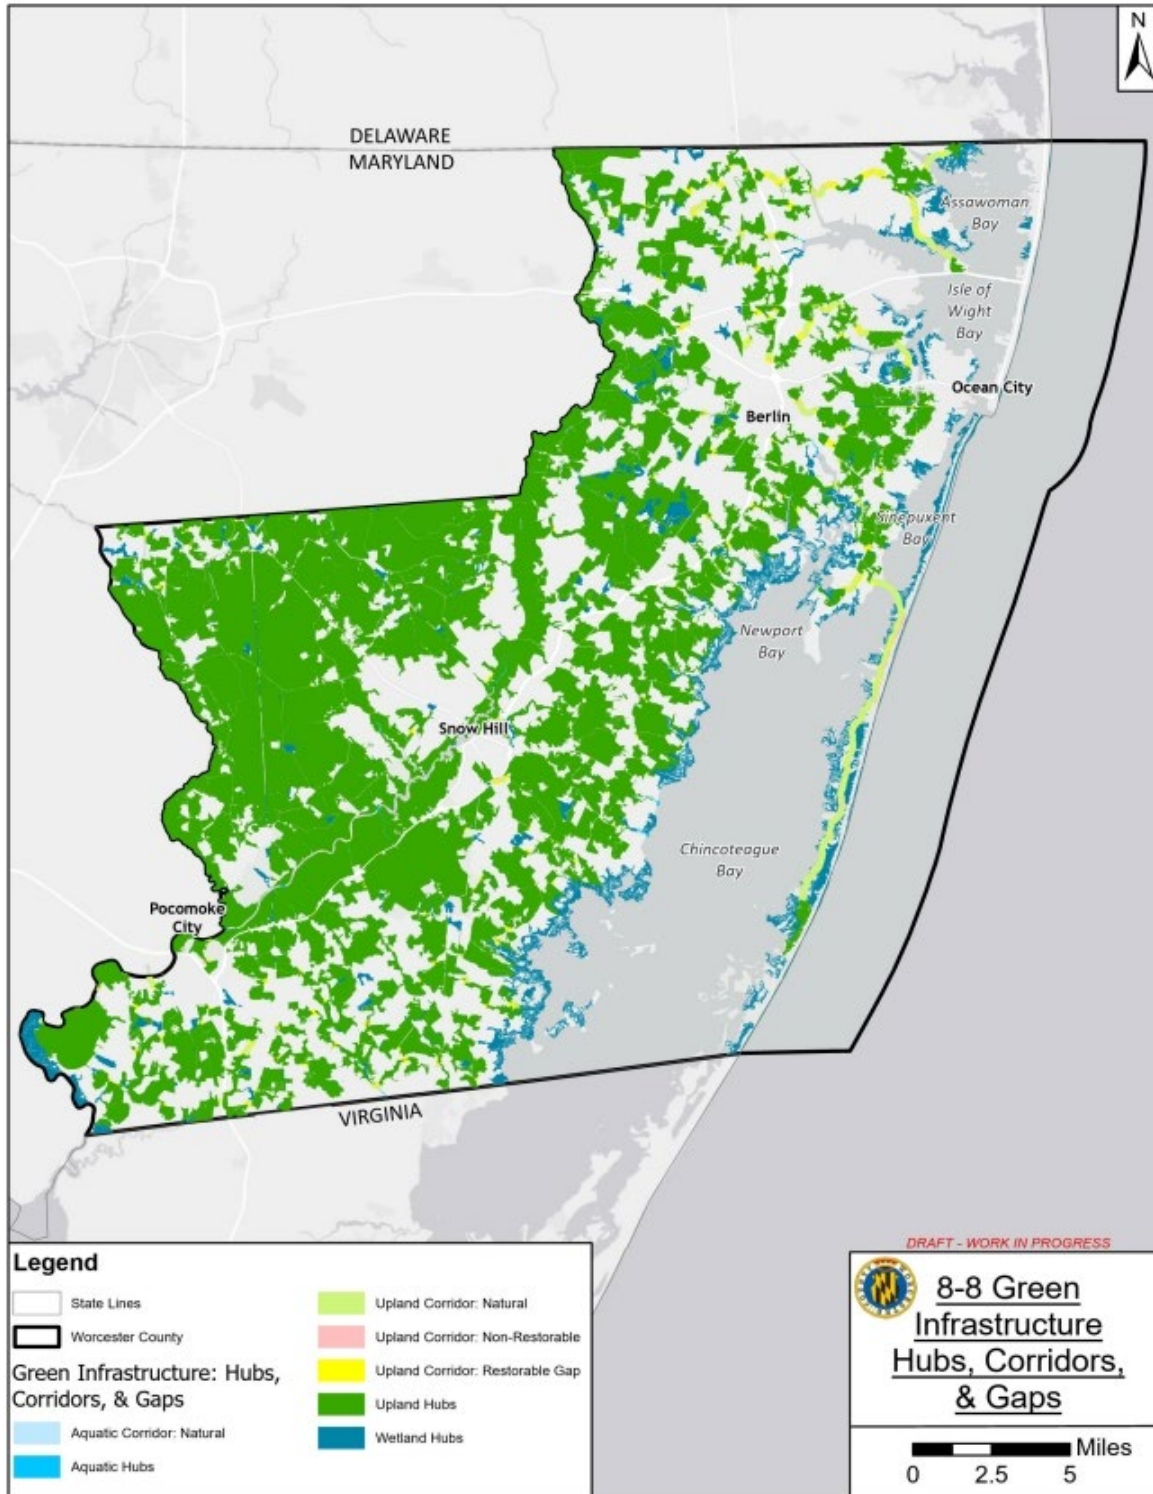 N
DELAWARE
MARYLAND
Assawoman
Bay
Isle of
Wight
Bay
Ocean City
Berlin
Sinepuxent
Bay
Newport
Bay
Snow Hill
Chincoteague
Bay
Pocomoke
City
VIRGINIA
Legend
State Lines
Worcester County
Green Infrastructure: Hubs,
Corridors, & Gaps
Aquatic Corridor: Natural
Aquatic Hubs
Upland Corridor: Natural
Upland Corridor: Non-Restorable
Upland Corridor: Restorable Gap
Upland Hubs
Wetland Hubs
DRAFT - WORK IN PROGRESS
8-8 Green
Infrastructure
Hubs, Corridors,
& Gaps
Miles
0 2.5 5